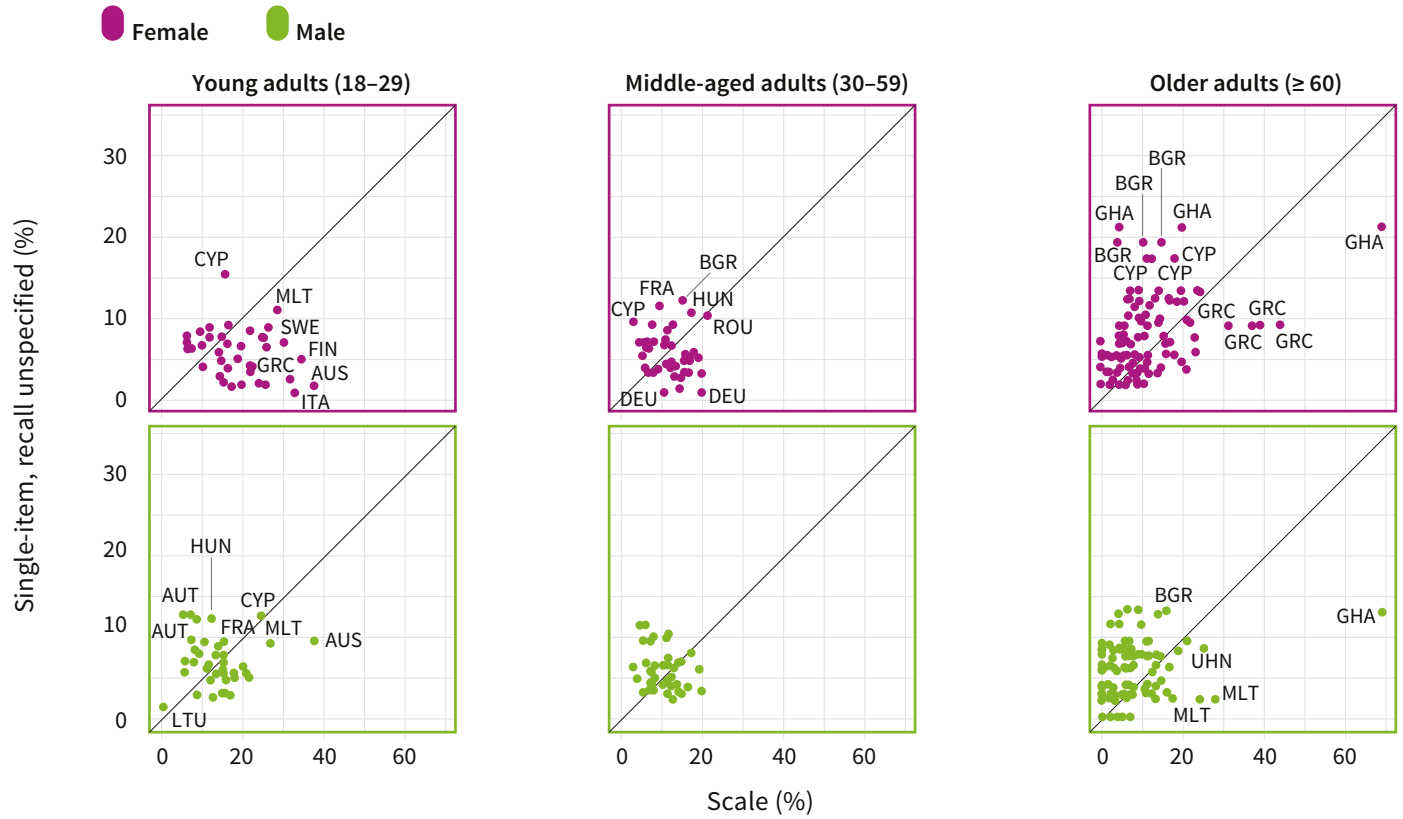 Female
Male
Young adults (18–29)
Middle-aged adults (30–59)
Older adults (≥ 60)
Single-item, recall unspecified (%)
30
20
10
0
CYP
MLT
SWE
FIN
GRC
AUS
ITA
BGR
FRA
HUN
CYP
ROU
DEU
DEU
BGR
BGR
GHA
GHA
GHA
BGR
CYP
CYP
CYP
GRC
GRC
GRC
GRC
30
20
10
0
HUN
AUT
CYP
AUT
FRA
MLT
AUS
LTU
BGR
GHA
UHN
MLT
MLT
0
20
40
60
0
20
40
60
0
20
40
60
Scale (%)